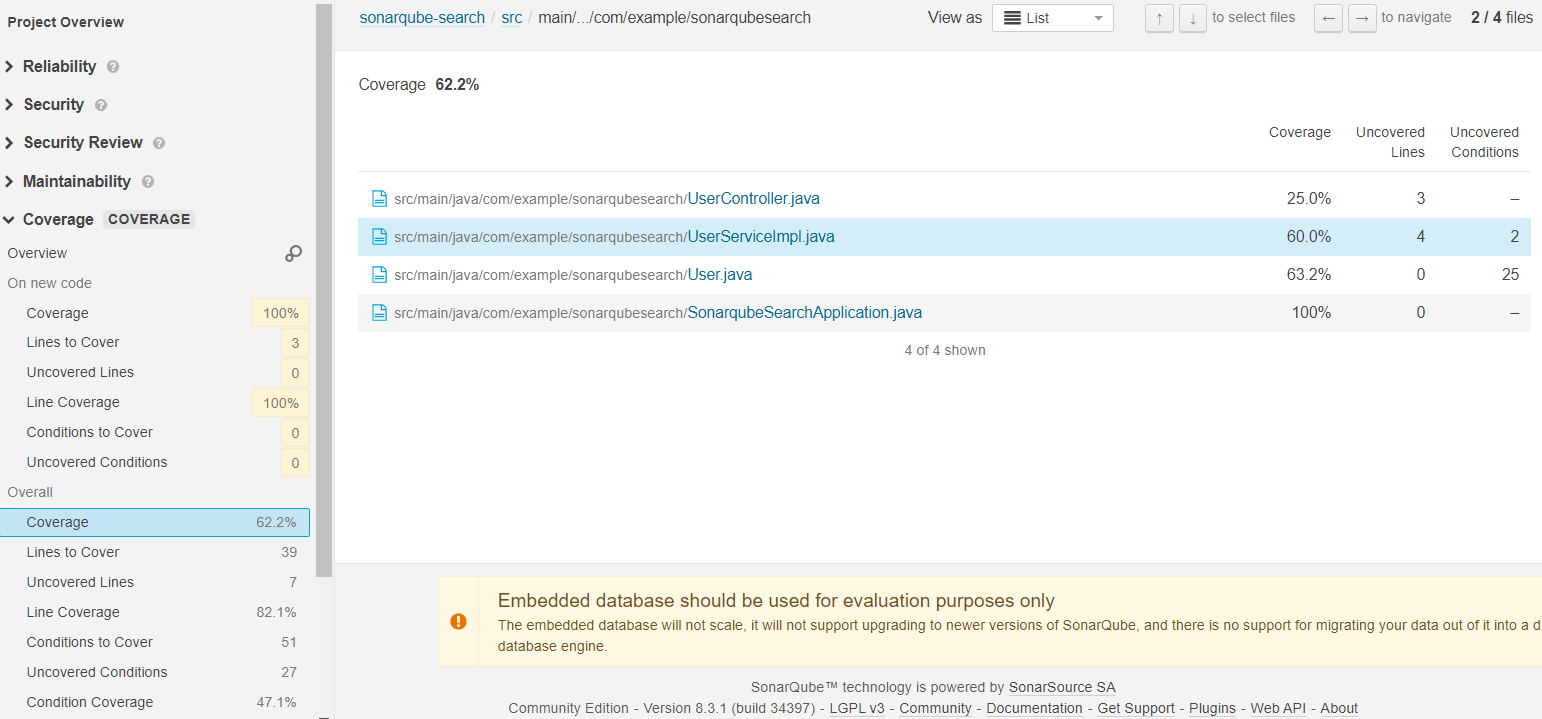 Project Overview
Reliability ?
Security ?
Security Review ?
Maintainability ?
Coverage COVERAGE
Overview
On new code
Coverage 100%
Lines to Cover 3
Uncovered Lines 0
Line Coverage 100%
Conditions to Cover 0
Uncovered Conditions 0
Overall
Coverage 62.2%
Lines to Cover 39
Uncovered Lines 7
Line Coverage 82.1%
Conditions to Cover 51
Uncovered Conditions 27
Condition Coverage 47.1%
sonarqube-search / src / main/.../com/example/sonarqubesearch View as List ↑ ↓ to select files ← → to navigate 2 / 4 files
Coverage 62.2%
Coverage Uncovered Lines Uncovered Conditions
src/main/java/com/example/sonarqubesearch/UserController.java 25.0% 3 –
src/main/java/com/example/sonarqubesearch/UserServiceImpl.java 60.0% 4 2
src/main/java/com/example/sonarqubesearch/User.java 63.2% 0 25
src/main/java/com/example/sonarqubesearch/SonarqubeSearchApplication.java 100% 0 –
4 of 4 shown
Embedded database should be used for evaluation purposes only
The embedded database will not scale, it will not support upgrading to newer versions of SonarQube, and there is no support for migrating your data out of it into a d
database engine.
SonarQube™ technology is powered by SonarSource SA
Community Edition - Version 8.3.1 (build 34397) - LGPL v3 - Community - Documentation - Get Support - Plugins - Web API - About